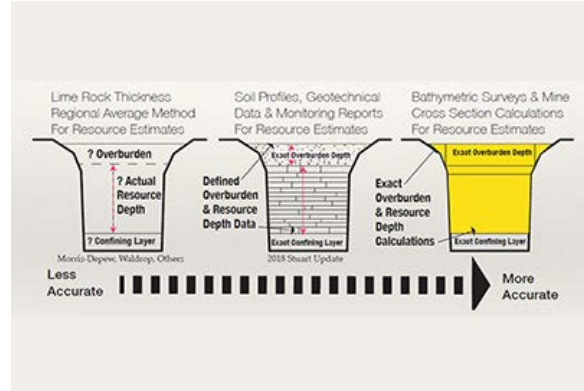 Lime Rock Thickness
Regional Average Method
For Resource Estimates
? Overburden
? Actual
Resource
Depth
? Confining Layer
Morris-Depew, Waldrop, Others
Soil Profiles, Geotechnical
Data & Monitoring Reports
For Resource Estimates
Exact Overburden Depth
Defined
Overburden
& Resource
Depth Data
Exact Confining Layer
2018 Stuart Update
Bathymetric Surveys & Mine
Cross Section Calculations
For Resource Estimates
Exact Overburden Depth
Exact
Overburden
& Resource
Depth
Calculations
Exact Confining Layer
Less
Accurate
More
Accurate